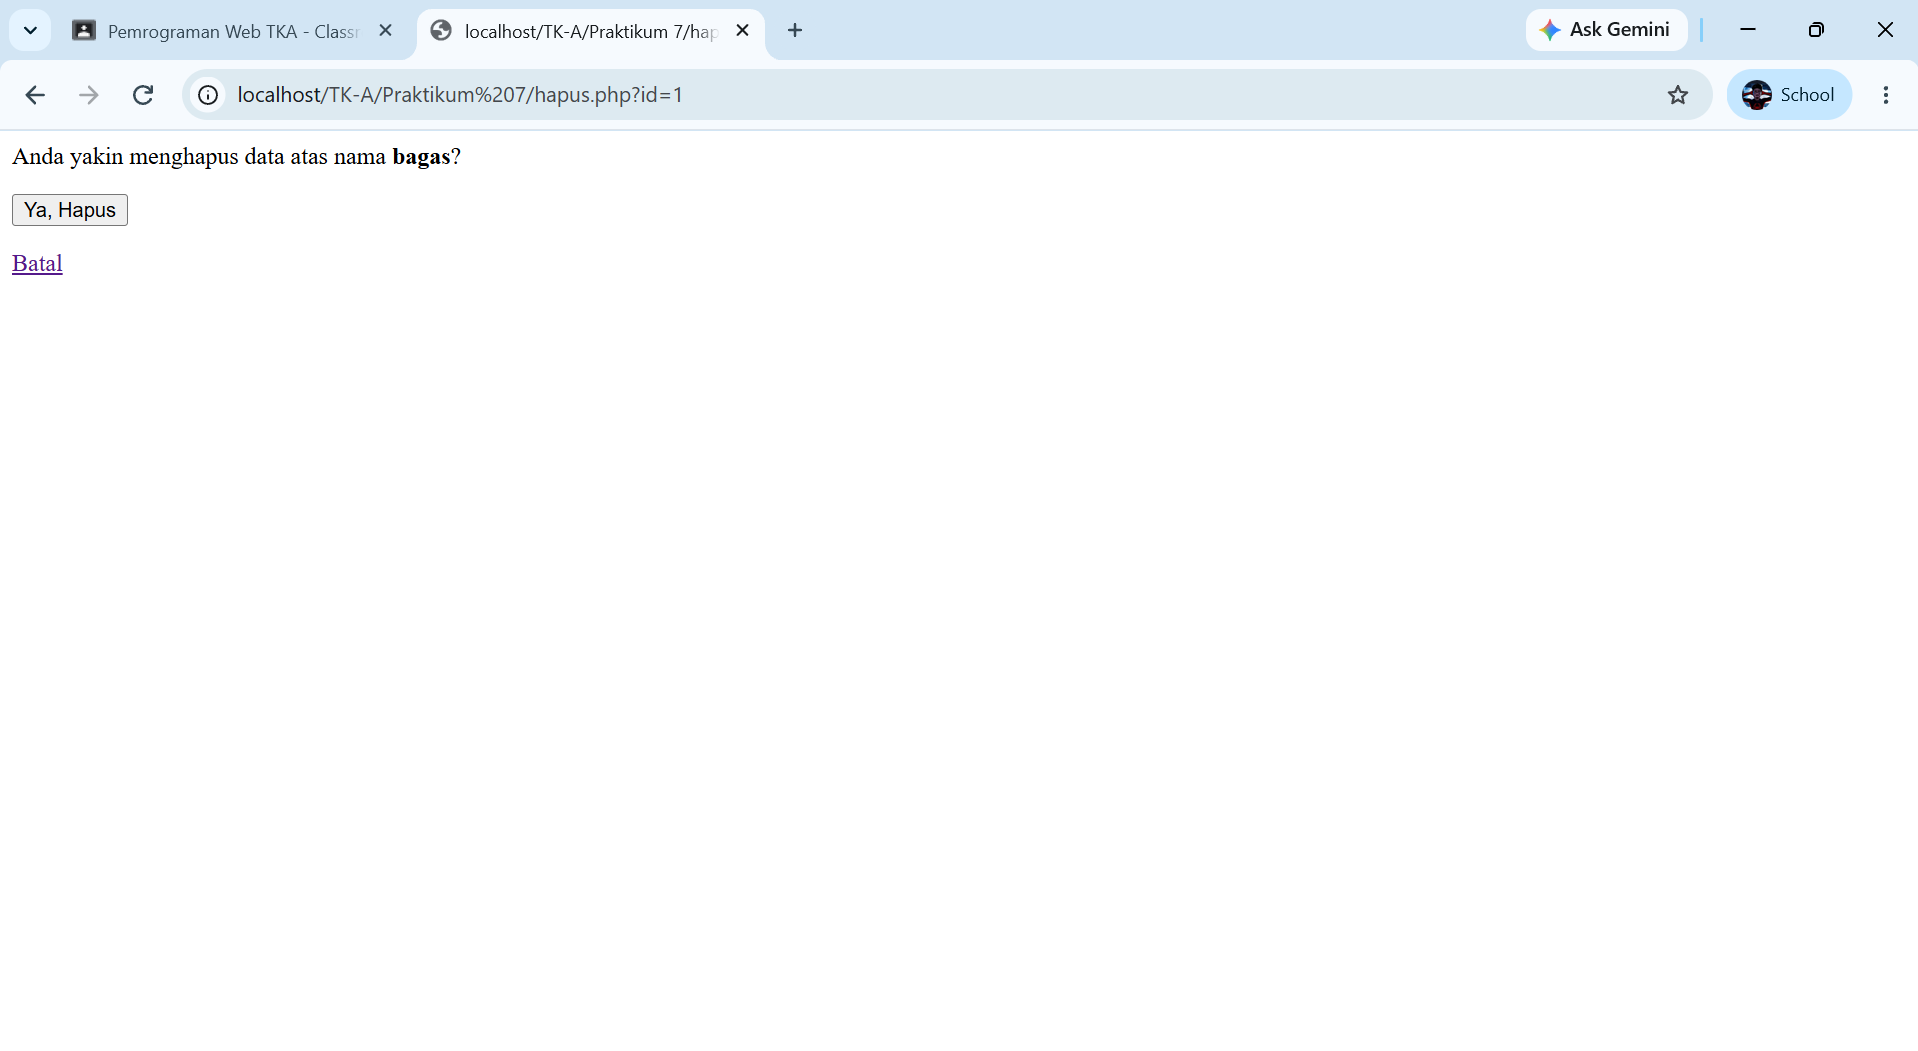 Pemrograman Web TKA - Classr
localhost/TK-A/Praktikum 7/hap
Ask Gemini
localhost/TK-A/Praktikum%207/hapus.php?id=1
School
Anda yakin menghapus data atas nama bagas?
Ya, Hapus
Batal